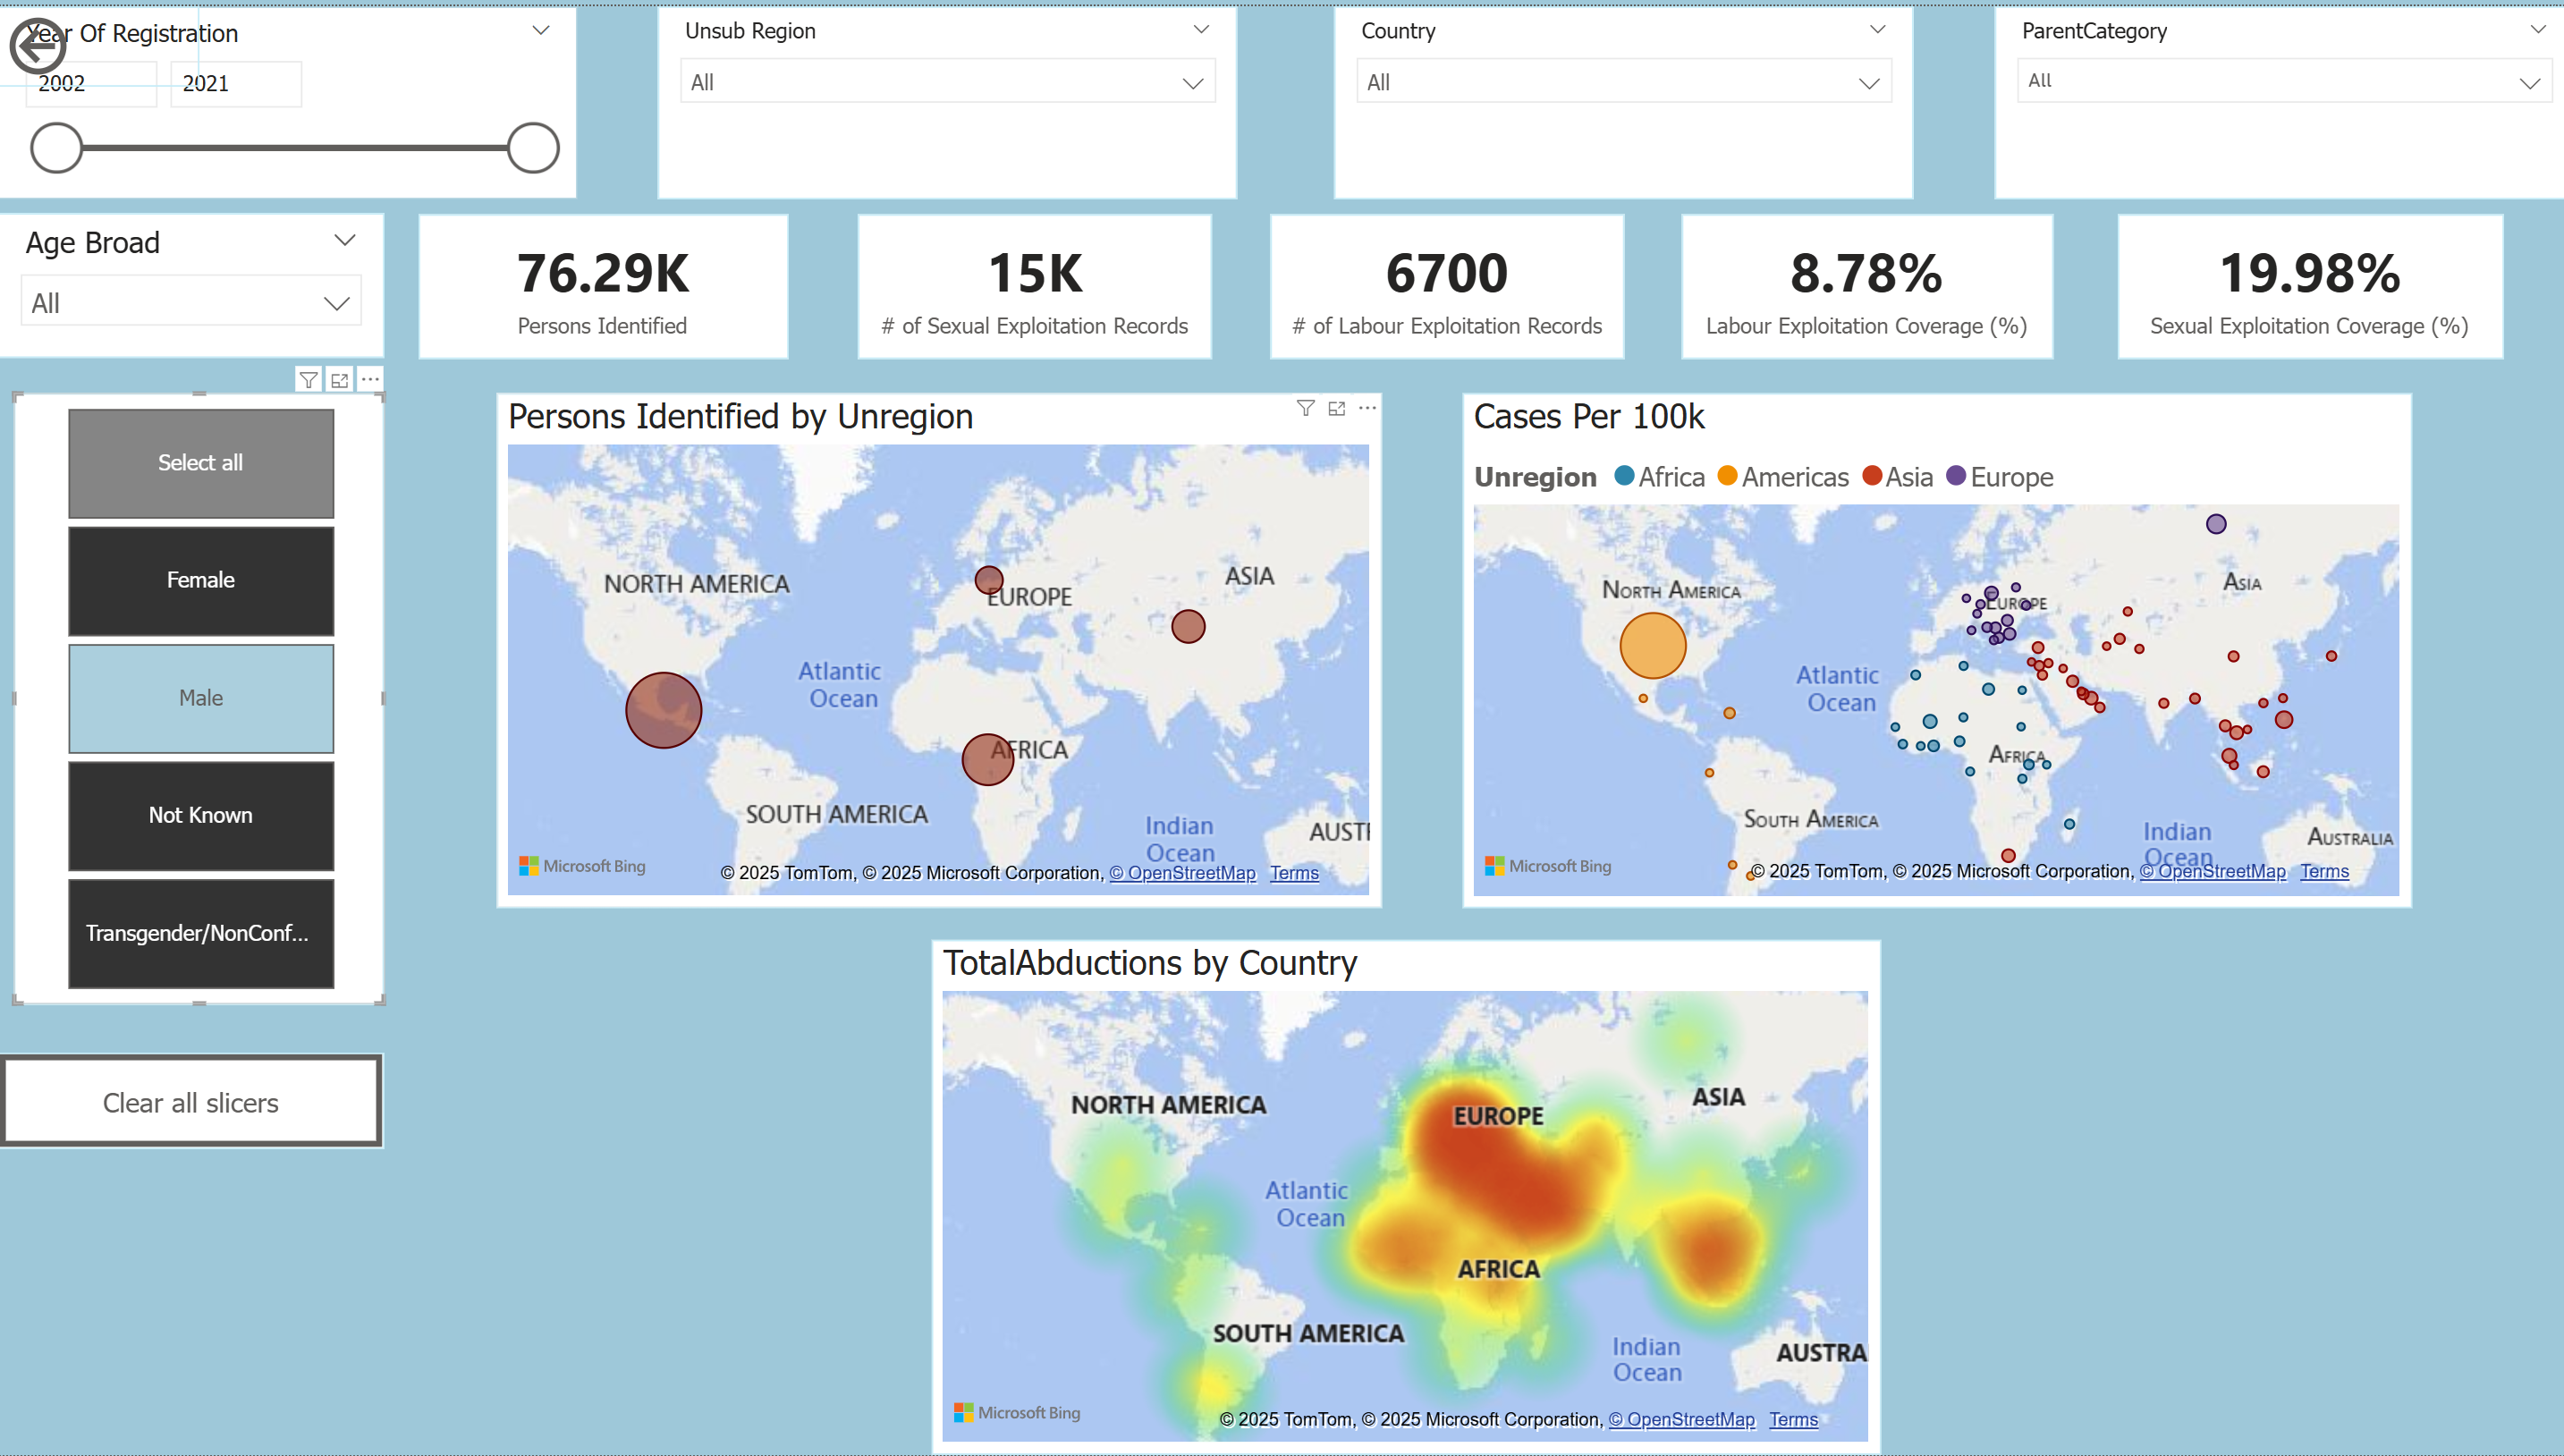 Year Of Registration
2002
2021
Unsub Region
All
Country
All
ParentCategory
All
Age Broad
All
76.29K
Persons Identified
15K
# of Sexual Exploitation Records
6700
# of Labour Exploitation Records
8.78%
Labour Exploitation Coverage (%)
19.98%
Sexual Exploitation Coverage (%)
Select all
Female
Male
Not Known
Transgender/NonConf...
Clear all slicers
Persons Identified by Unregion
NORTH AMERICA
EUROPE
ASIA
Atlantic
Ocean
AFRICA
SOUTH AMERICA
Indian
Ocean
AUSTR
Microsoft Bing
© 2025 TomTom, © 2025 Microsoft Corporation, © OpenStreetMap Terms
Cases Per 100k
Unregion Africa Americas Asia Europe
NORTH AMERICA
EUROPE
ASIA
Atlantic
Ocean
AFRICA
SOUTH AMERICA
Indian
Ocean
AUSTRALIA
Microsoft Bing
© 2025 TomTom, © 2025 Microsoft Corporation, © OpenStreetMap Terms
TotalAbductions by Country
NORTH AMERICA
EUROPE
ASIA
Atlantic
Ocean
AFRICA
SOUTH AMERICA
Indian
Ocean
AUSTRA
Microsoft Bing
© 2025 TomTom, © 2025 Microsoft Corporation, © OpenStreetMap Terms